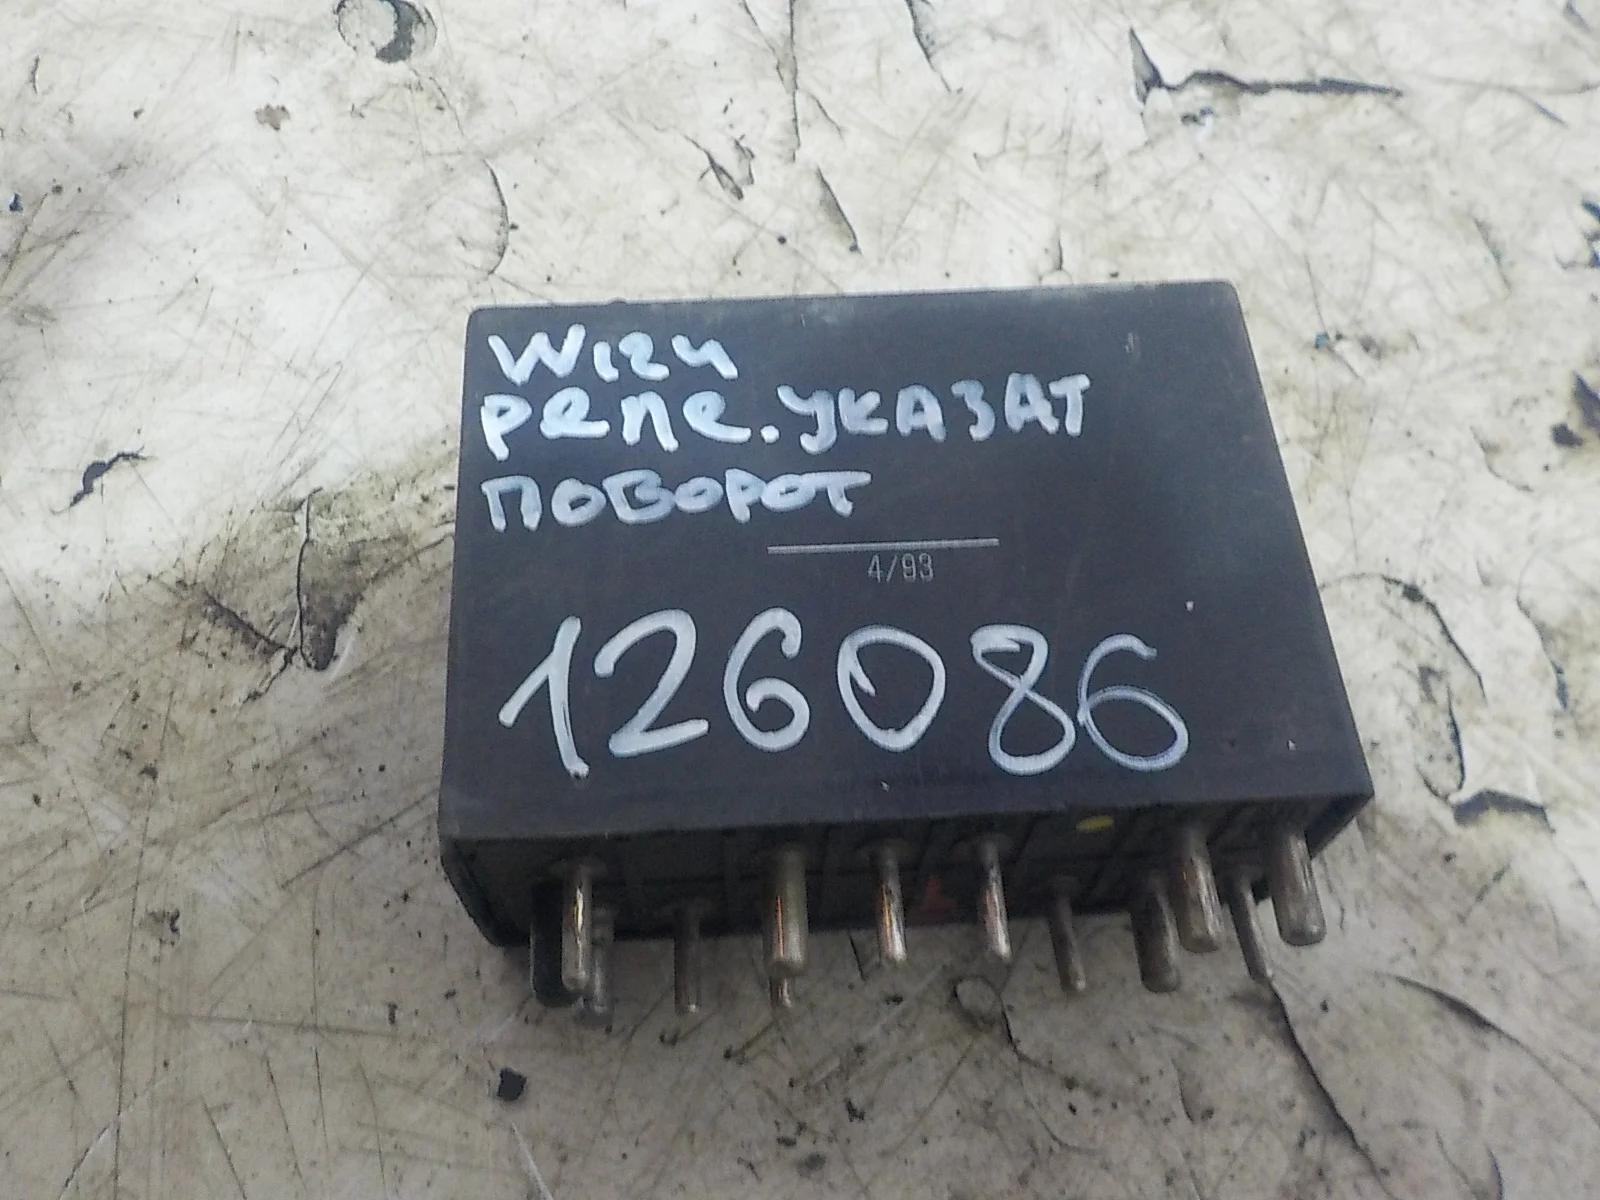 W124
реле.УКАЗАТ
ПОВОРОТ
4/93
126086